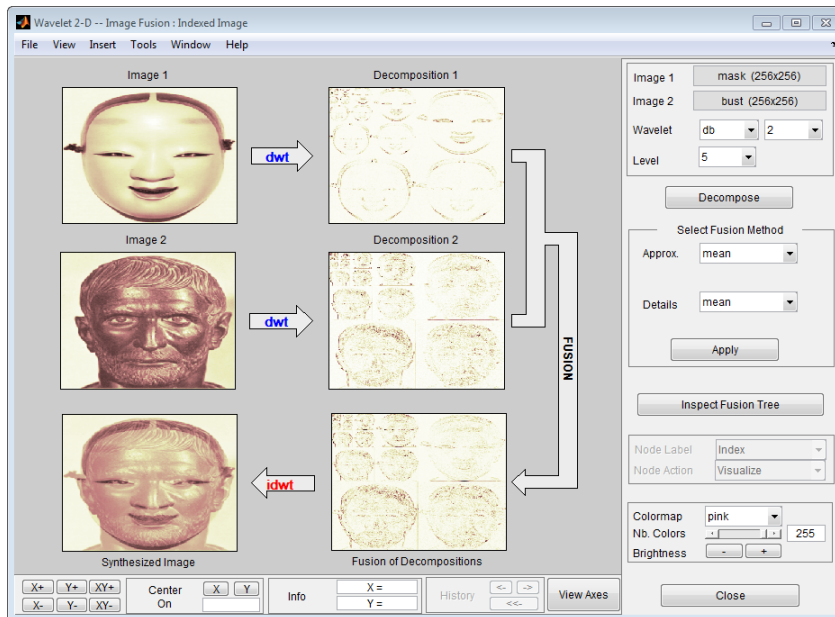 Wavelet 2-D -- Image Fusion : Indexed Image
File View Insert Tools Window Help
Image 1
Decomposition 1
dwt
Image 2
Decomposition 2
dwt
FUSION
idwt
Synthesized Image
Fusion of Decompositions
Image 1 mask (256x256)
Image 2 bust (256x256)
Wavelet db 2
Level 5
Decompose
Select Fusion Method
Approx. mean
Details mean
Apply
Inspect Fusion Tree
Node Label Index
Node Action Visualize
Colormap pink
Nb. Colors 255
Brightness - +
Close
X+ Y+ XY+
X- Y- XY-
Center On X Y
Info X =
Y =
History <- ->
<<-
View Axes